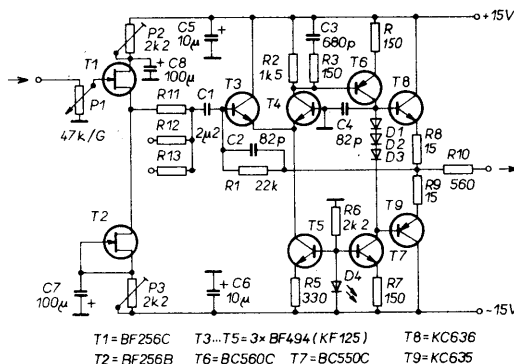 +15V
P2
2k2
C5
10µ
C3
680p
R
150
T1
C8
100µ
R2
1k5
R3
150
T6
T8
R11
C1
T3
T4
P1
47k/G
R12
2µ2
C2
82p
C4
82p
D1
D2
D3
R8
15
R10
560
R13
R1
22k
R9
15
T2
T5
R6
2k2
T9
T7
C7
100µ
P3
2k2
C6
10µ
R5
330
D4
R7
150
~15V
T1=BF256C T3...T5=3×BF494(KF125) T8=KC636
T2=BF256B T6=BC560C T7=BC550C T9=KC635